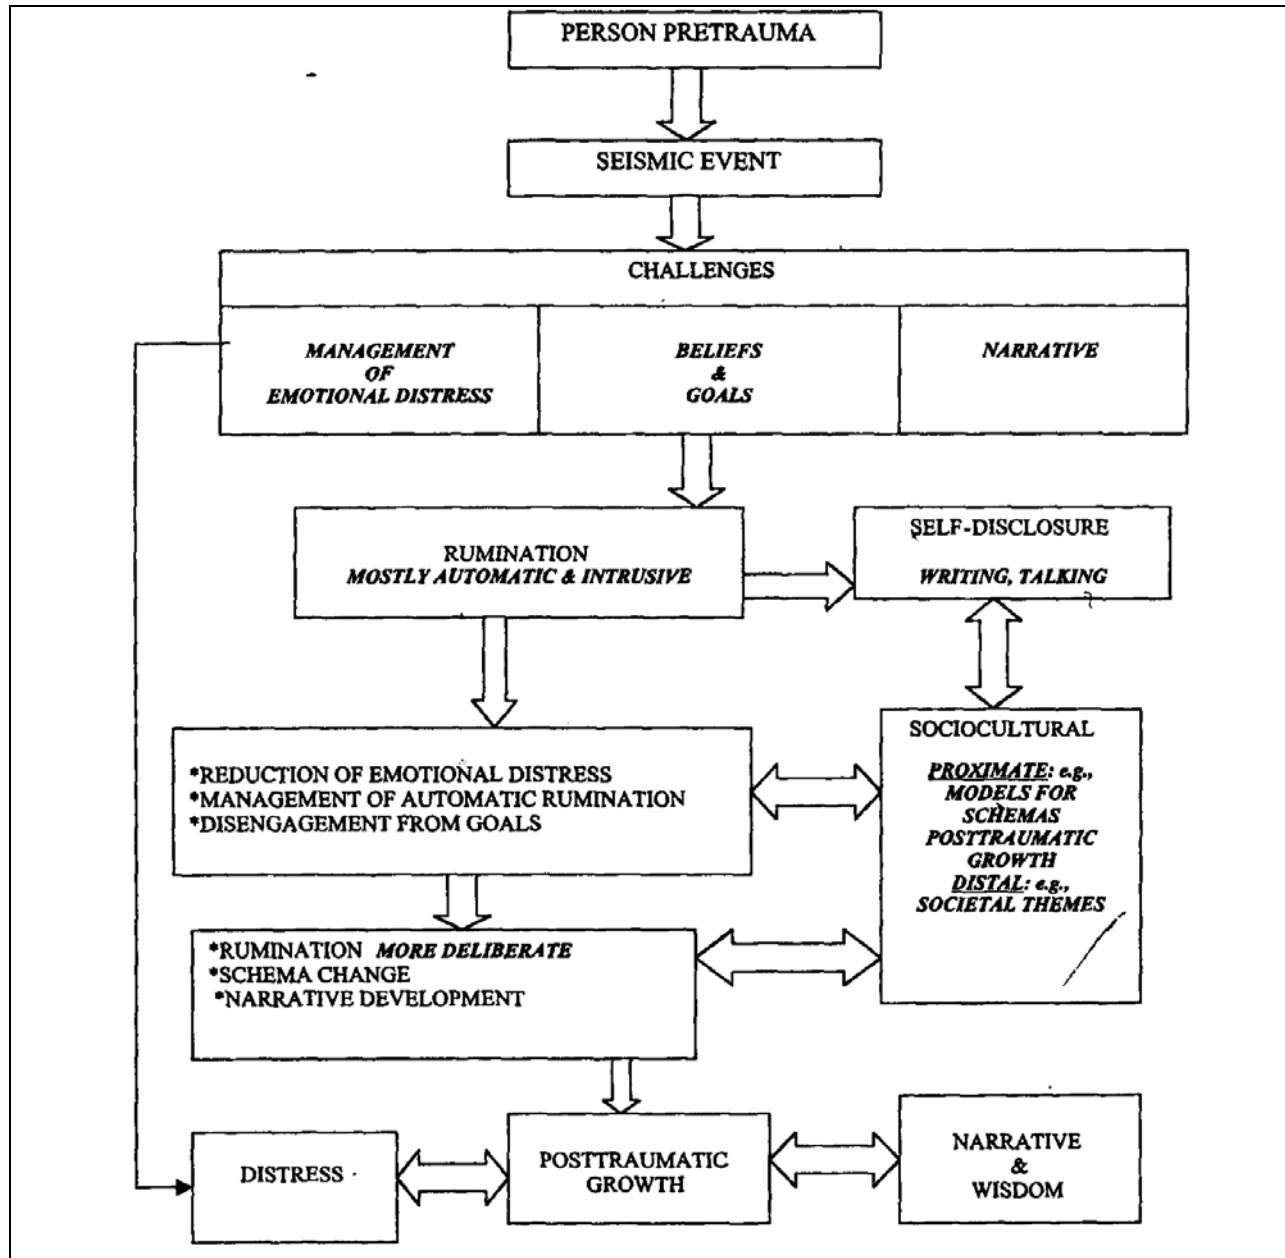 PERSON PRETRAUMA
SEISMIC EVENT
CHALLENGES
MANAGEMENT
OF
EMOTIONAL DISTRESS
BELIEFS
&
GOALS
NARRATIVE
RUMINATION
MOSTLY AUTOMATIC & INTRUSIVE
SELF-DISCLOSURE
WRITING, TALKING
*REDUCTION OF EMOTIONAL DISTRESS
*MANAGEMENT OF AUTOMATIC RUMINATION
*DISENGAGEMENT FROM GOALS
SOCIOCULTURAL
PROXIMATE: e.g.,
MODELS FOR
SCHEMAS
POSTTRAUMATIC
GROWTH
DISTAL: e.g.,
SOCIETAL THEMES
*RUMINATION MORE DELIBERATE
*SCHEMA CHANGE
*NARRATIVE DEVELOPMENT
DISTRESS
POSTTRAUMATIC
GROWTH
NARRATIVE
&
WISDOM